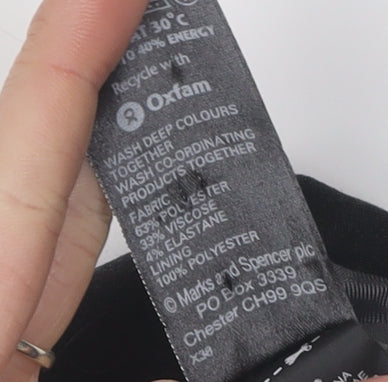 AT 30°C
TO 40% ENERGY
Recycle with
Oxfam
WASH DEEP COLOURS
TOGETHER
WASH CO-ORDINATING
PRODUCTS TOGETHER
FABRIC
63% POLYESTER
33% VISCOSE
4% ELASTANE
LINING
100% POLYESTER
© Marks and Spencer plc
PO Box 3339
Chester CH99 9QS